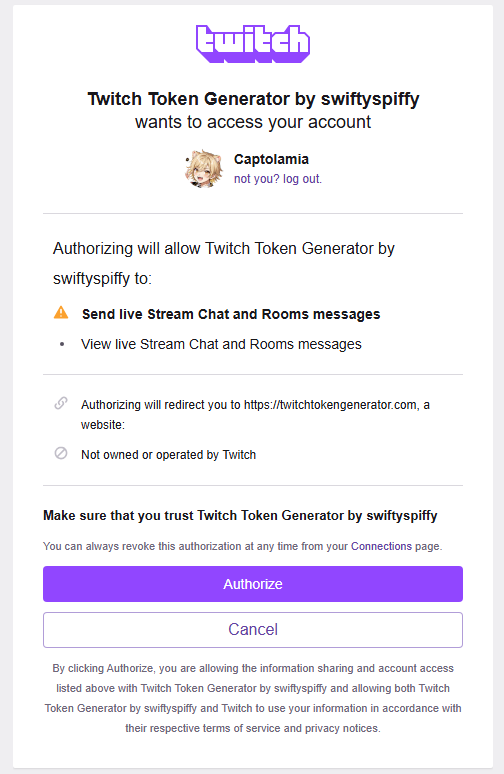 twitch
Twitch Token Generator by swiftyspiffy
wants to access your account
Captolamia
not you? log out.
Authorizing will allow Twitch Token Generator by
swiftyspiffy to:
Send live Stream Chat and Rooms messages
• View live Stream Chat and Rooms messages
Authorizing will redirect you to https://twitchtokengenerator.com, a
website:
Not owned or operated by Twitch
Make sure that you trust Twitch Token Generator by swiftyspiffy
You can always revoke this authorization at any time from your Connections page.
Authorize
Cancel
By clicking Authorize, you are allowing the information sharing and account access
listed above with Twitch Token Generator by swiftyspiffy and allowing both Twitch
Token Generator by swiftyspiffy and Twitch to use your information in accordance with
their respective terms of service and privacy notices.